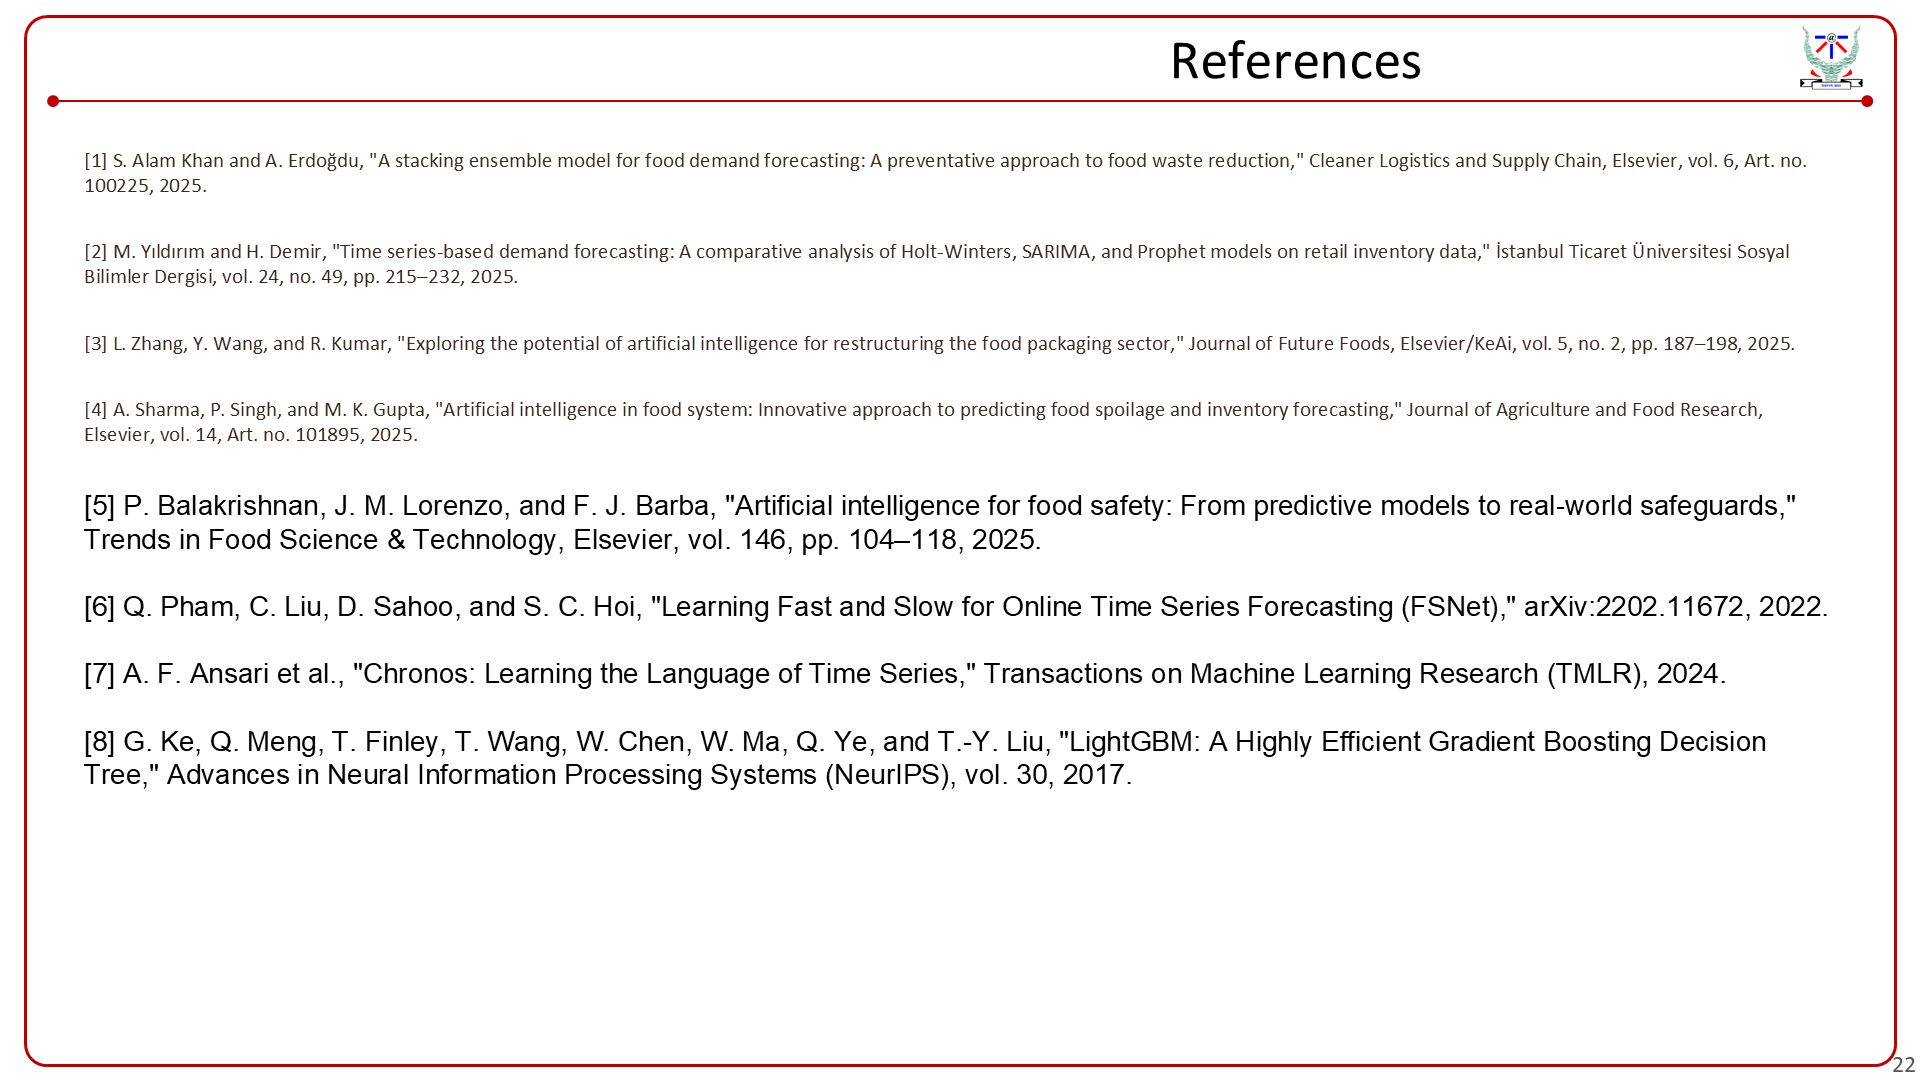 References
[1] S. Alam Khan and A. Erdoğdu, "A stacking ensemble model for food demand forecasting: A preventative approach to food waste reduction," Cleaner Logistics and Supply Chain, Elsevier, vol. 6, Art. no.
100225, 2025.
[2] M. Yıldırım and H. Demir, "Time series-based demand forecasting: A comparative analysis of Holt-Winters, SARIMA, and Prophet models on retail inventory data," İstanbul Ticaret Üniversitesi Sosyal
Bilimler Dergisi, vol. 24, no. 49, pp. 215–232, 2025.
[3] L. Zhang, Y. Wang, and R. Kumar, "Exploring the potential of artificial intelligence for restructuring the food packaging sector," Journal of Future Foods, Elsevier/KeAi, vol. 5, no. 2, pp. 187–198, 2025.
[4] A. Sharma, P. Singh, and M. K. Gupta, "Artificial intelligence in food system: Innovative approach to predicting food spoilage and inventory forecasting," Journal of Agriculture and Food Research,
Elsevier, vol. 14, Art. no. 101895, 2025.
[5] P. Balakrishnan, J. M. Lorenzo, and F. J. Barba, "Artificial intelligence for food safety: From predictive models to real-world safeguards,"
Trends in Food Science & Technology, Elsevier, vol. 146, pp. 104–118, 2025.
[6] Q. Pham, C. Liu, D. Sahoo, and S. C. Hoi, "Learning Fast and Slow for Online Time Series Forecasting (FSNet)," arXiv:2202.11672, 2022.
[7] A. F. Ansari et al., "Chronos: Learning the Language of Time Series," Transactions on Machine Learning Research (TMLR), 2024.
[8] G. Ke, Q. Meng, T. Finley, T. Wang, W. Chen, W. Ma, Q. Ye, and T.-Y. Liu, "LightGBM: A Highly Efficient Gradient Boosting Decision
Tree," Advances in Neural Information Processing Systems (NeurIPS), vol. 30, 2017.
22